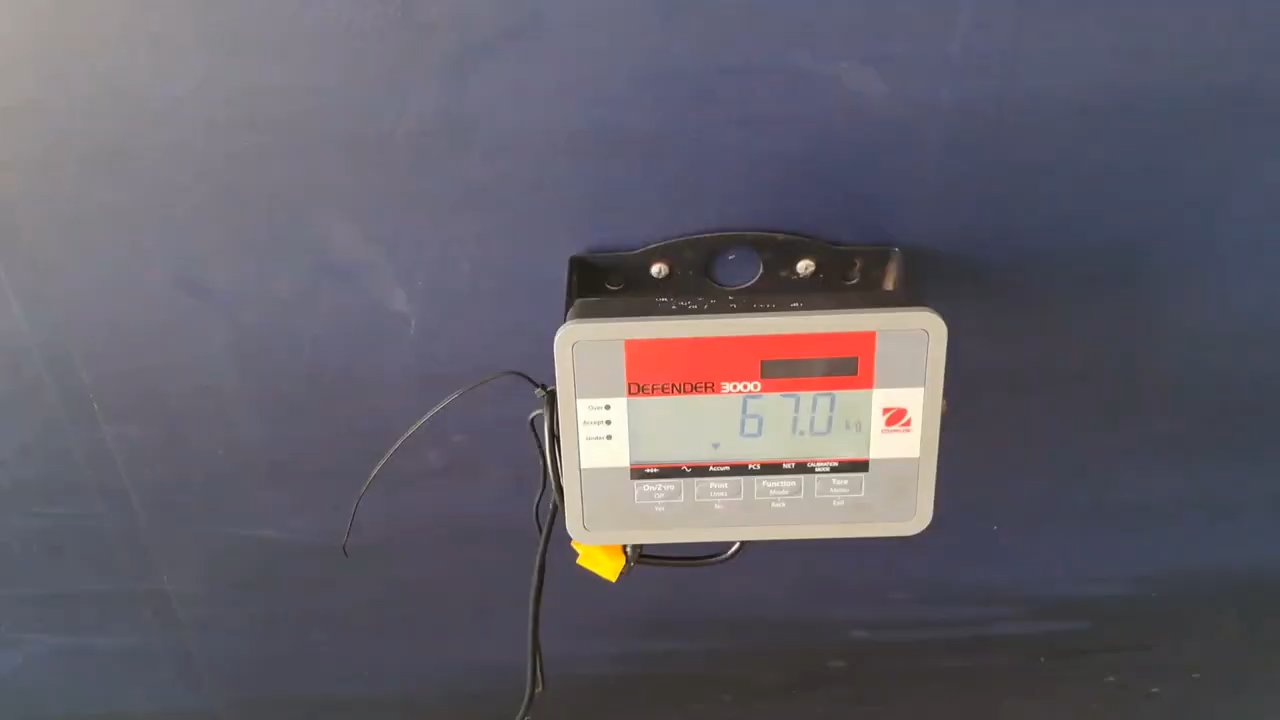 DEFENDER 3000
67.0 kg
Over
Accept
Under
Accum PCS NET CALIBRATION MODE
On/Zero Print Function Tare
Off Units Mode Menu
Yes No Back Exit
OHAUS